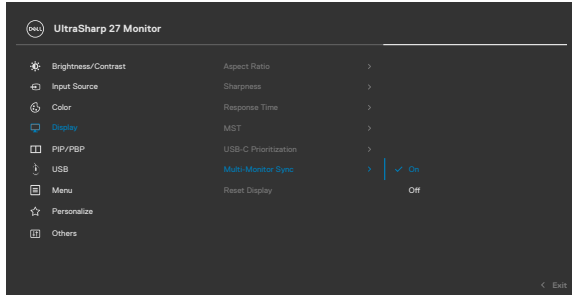 DELL UltraSharp 27 Monitor
Brightness/Contrast Aspect Ratio >
Input Source Sharpness >
Color Response Time >
Display MST >
PIP/PBP USB-C Prioritization >
USB Multi-Monitor Sync > ✓ On
Menu Reset Display Off
Personalize
Others
< Exit